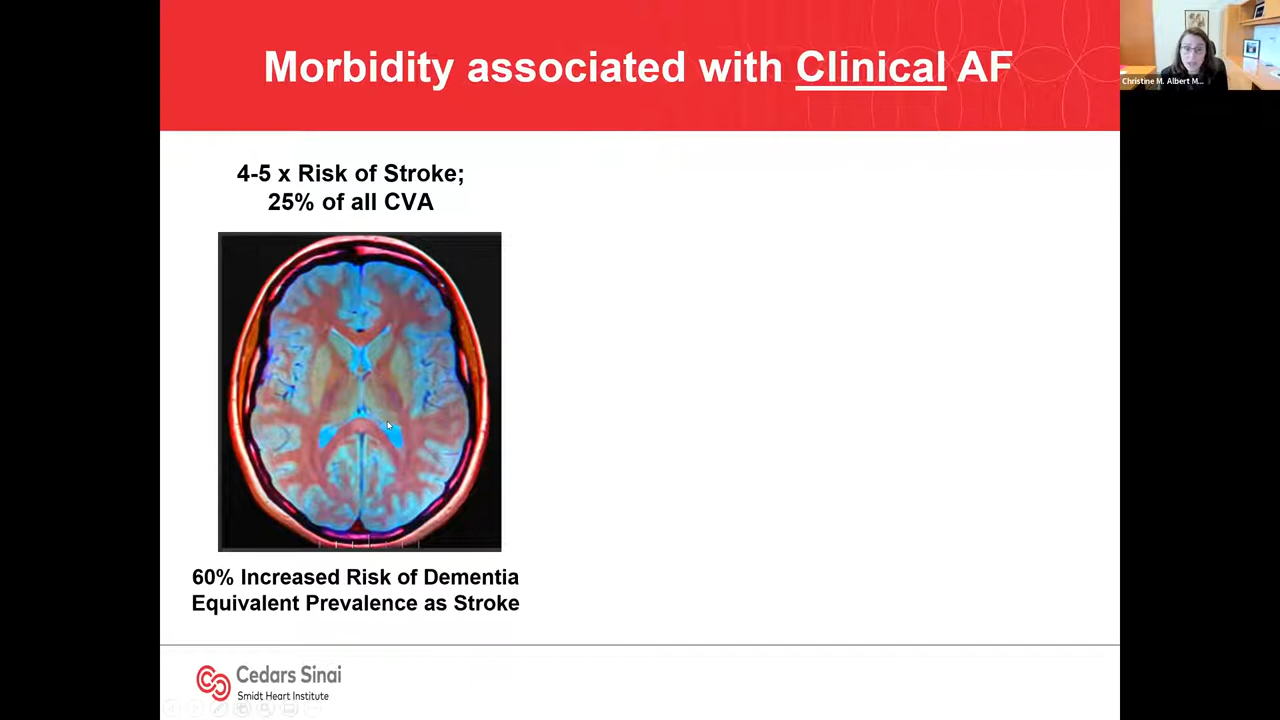 Morbidity associated with Clinical AF
Christine M. Albert M...
4-5 x Risk of Stroke;
25% of all CVA
60% Increased Risk of Dementia
Equivalent Prevalence as Stroke
Cedars Sinai
Smidt Heart Institute